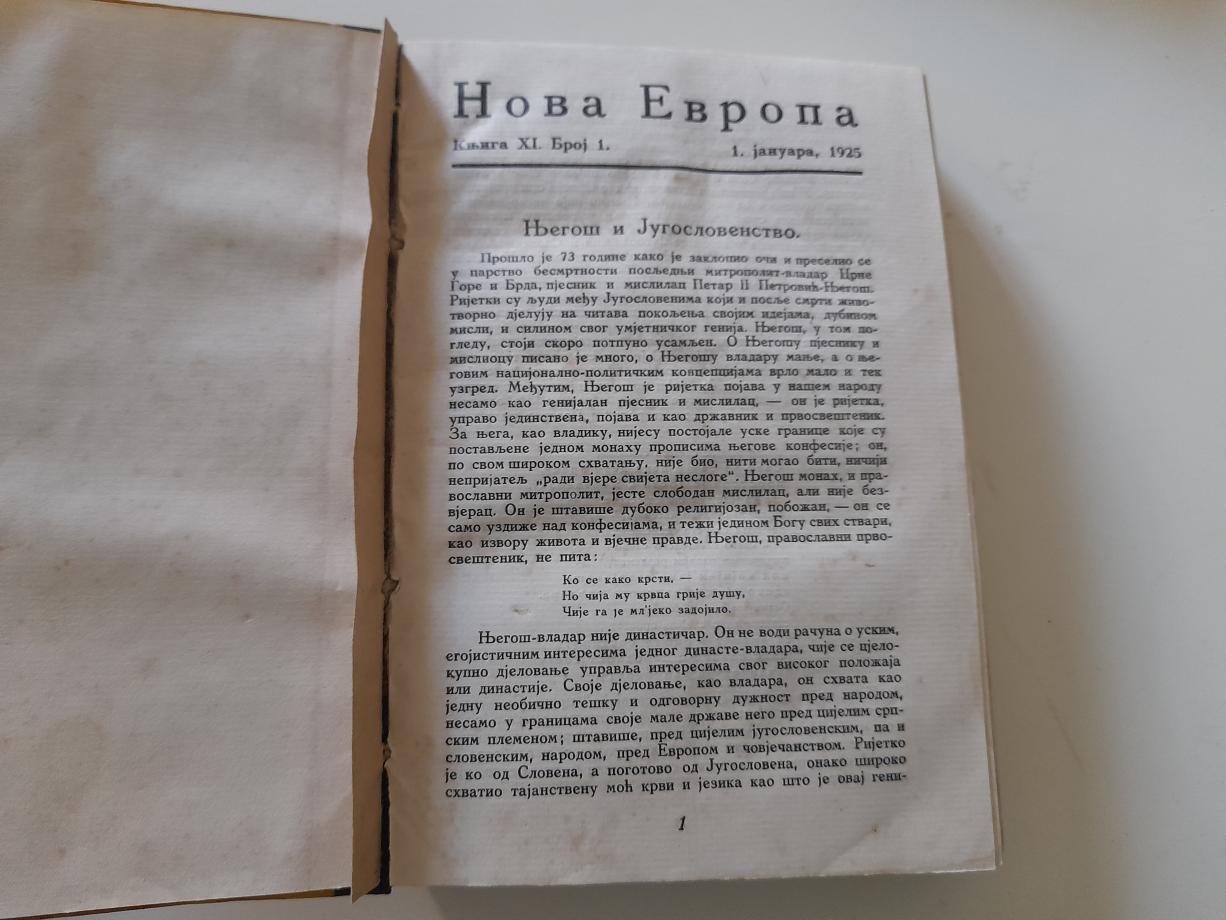 Нова Европа
Књига XI. Број 1. 1. јануара, 1925
Његош и Југословенство.
Прошло је 73 године како је заклопио очи и преселио се
у царство бесмртности посљедњи митрополит-владар Црне
Горе и Брда, пјесник и мислилац Петар II Петровић-Његош.
Ријетки су људи међу Југословенима који и посље смрти живо-
творно дјелују на читава покољења својим идејама, дубином
мисли, и силином свог умјетничког генија. Његош, у том по-
гледу, стоји скоро потпуно усамљен. О Његошу пјеснику и
мислиоцу писано је много, о Његошу владару мање, а о ње-
говим национално-политичким концепцијама врло мало и тек
узгред. Међутим, Његош је ријетка појава у нашем народу
несамо као генијалан пјесник и мислилац, — он је ријетка,
управо јединствена, појава и као државник и првосвештеник.
За њега, као владику, нијесу постојале уске границе које су
постављене једном монаху прописима његове конфесије; он,
по свом широком схватању, није био, нити могао бити, ничији
непријатељ „ради вјере свијета неслоге“. Његош монах, и пра-
вославни митрополит, јесте слободан мислилац, али није без-
вјерац. Он је штавише дубоко религијозан, побожан, — он се
само уздиже над конфесијама, и тежи једином Богу свих ствари,
као извору живота и вјечне правде. Његош, православни прво-
свештеник, не пита:
Ко се како крсти, —
Но чија му крвца грије душу,
Чије га је мл'јеко задојило.
Његош-владар није династичар. Он не води рачуна о уским,
егојистичним интересима једног династе-владара, чије се цјело-
купно дјеловање управља интересима свог високог положаја
или династије. Своје дјеловање, као владара, он схвата као
једну необично тешку и одговорну дужност пред народом,
несамо у границама своје мале државе него пред цијелим срп-
ским племеном; штавише, пред цијелим југословенским, па и
словенским, народом, пред Европом и човјечанством. Ријетко
је ко од Словена, а поготово од Југословена, онако широко
схватио тајанствену моћ крви и језика као што је овај гени-
1